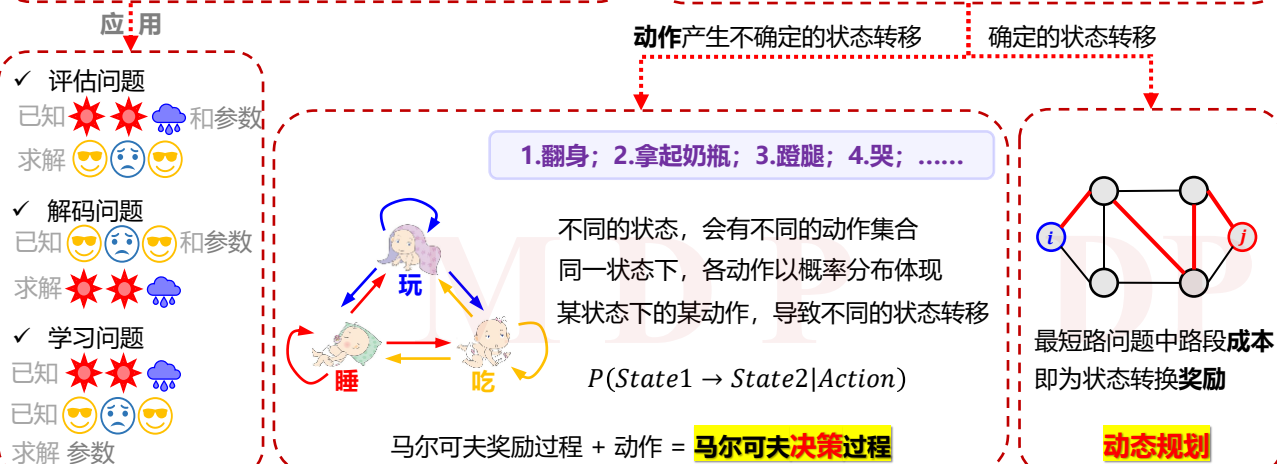 应 用
✓ 评估问题
已知 和参数
求解
✓ 解码问题
已知 和参数
求解
✓ 学习问题
已知
已知
求解 参数
动作产生不确定的状态转移
确定的状态转移
1.翻身；2.拿起奶瓶；3.蹬腿；4.哭；……
MDP
玩
睡
吃
不同的状态，会有不同的动作集合
同一状态下，各动作以概率分布体现
某状态下的某动作，导致不同的状态转移
P(State1 → State2|Action)
马尔可夫奖励过程 + 动作 = 马尔可夫决策过程
DP
i
j
最短路问题中路段成本
即为状态转换奖励
动态规划